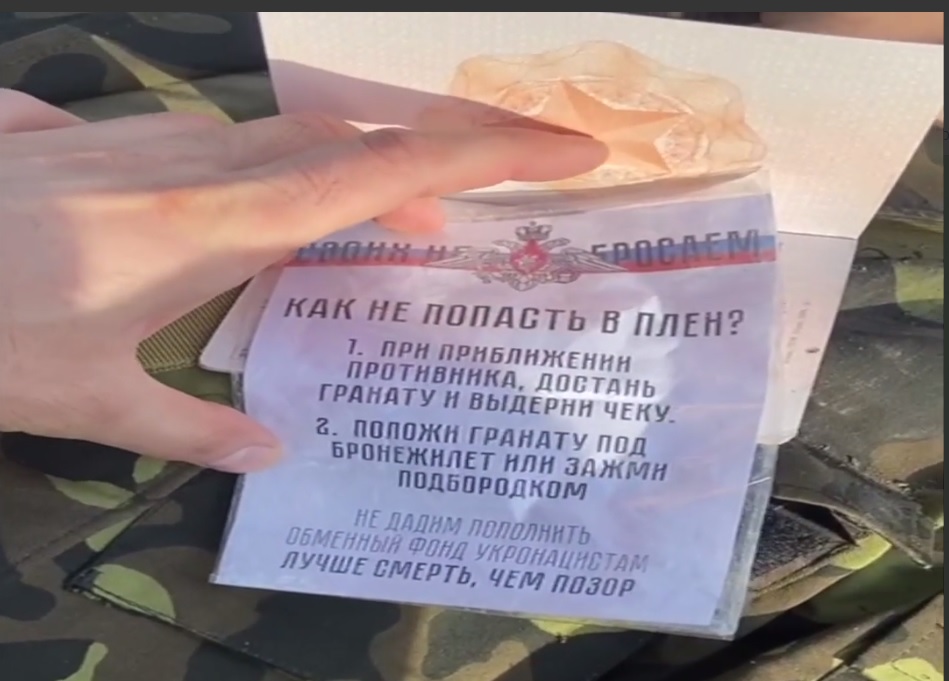 СВОИХ НЕ БРОСАЕМ
КАК НЕ ПОПАСТЬ В ПЛЕН?
1. ПРИ ПРИБЛИЖЕНИИ
ПРОТИВНИКА, ДОСТАНЬ
ГРАНАТУ И ВЫДЕРНИ ЧЕКУ.
2. ПОЛОЖИ ГРАНАТУ ПОД
БРОНЕЖИЛЕТ ИЛИ ЗАЖМИ
ПОДБОРОДКОМ
НЕ ДАДИМ ПОПОЛНИТЬ
ОБМЕННЫЙ ФОНД УКРОНАЦИСТАМ
ЛУЧШЕ СМЕРТЬ, ЧЕМ ПОЗОР